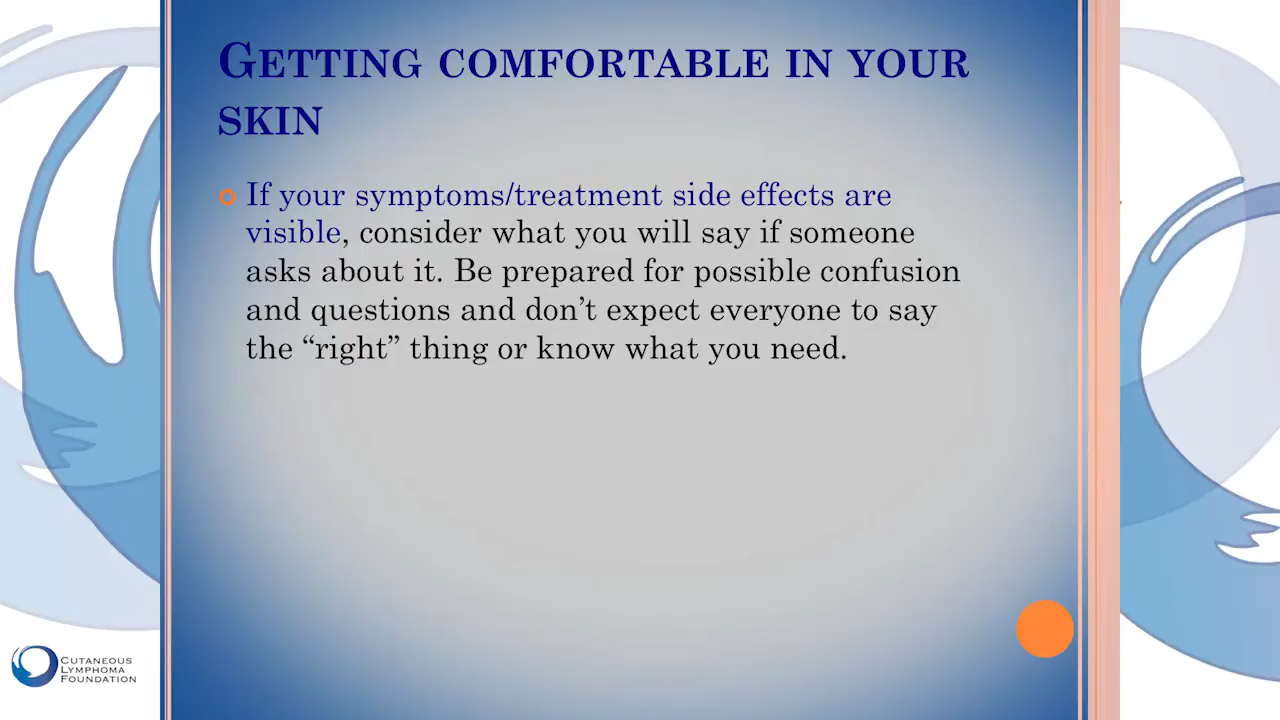 GETTING COMFORTABLE IN YOUR
SKIN
If your symptoms/treatment side effects are
visible, consider what you will say if someone
asks about it. Be prepared for possible confusion
and questions and don’t expect everyone to say
the “right” thing or know what you need.
CUTANEOUS
LYMPHOMA
FOUNDATION